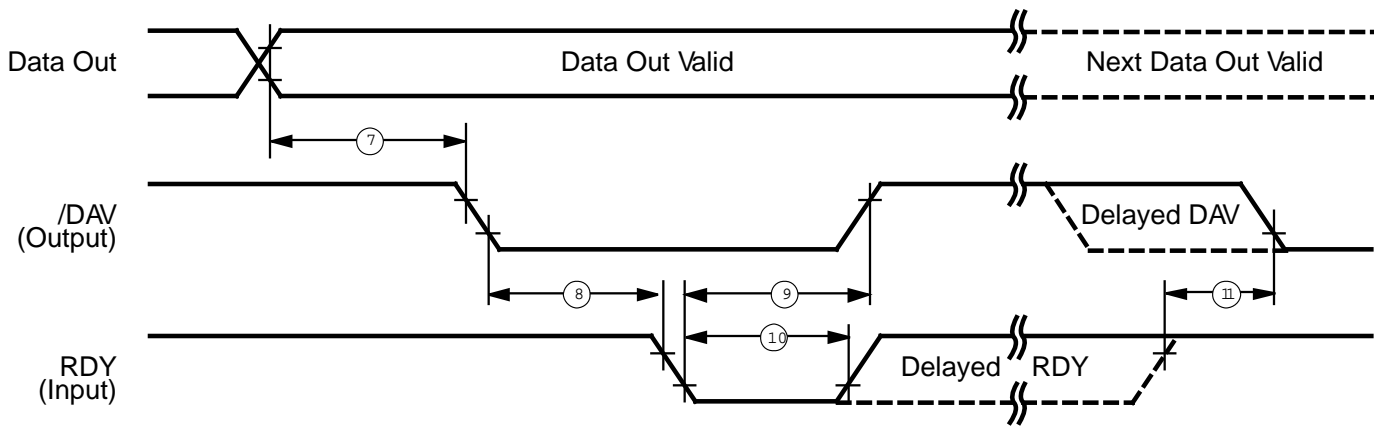 Data Out
Data Out Valid
Next Data Out Valid
7
/DAV
(Output)
Delayed DAV
8
9
11
10
RDY
(Input)
Delayed RDY